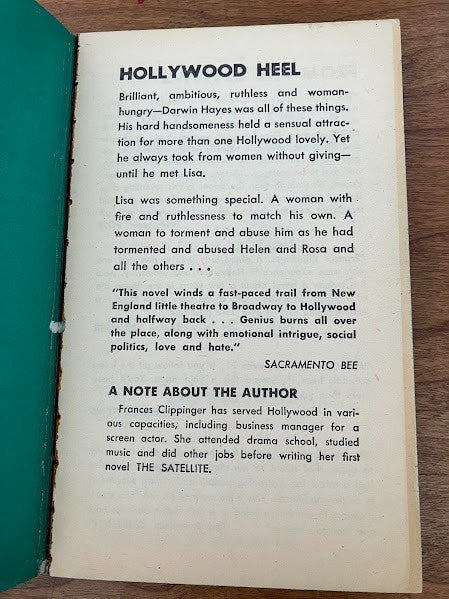 HOLLYWOOD HEEL
Brilliant, ambitious, ruthless and woman-
hungry—Darwin Hayes was all of these things.
His hard handsomeness held a sensual attrac-
tion for more than one Hollywood lovely. Yet
he always took from women without giving—
until he met Lisa.
Lisa was something special. A woman with
fire and ruthlessness to match his own. A
woman to torment and abuse him as he had
tormented and abused Helen and Rosa and
all the others . . .
"This novel winds a fast-paced trail from New
England little theatre to Broadway to Hollywood
and halfway back . . . Genius burns all over
the place, along with emotional intrigue, social
politics, love and hate."
SACRAMENTO BEE
A NOTE ABOUT THE AUTHOR
Frances Clippinger has served Hollywood in vari-
ous capacities, including business manager for a
screen actor. She attended drama school, studied
music and did other jobs before writing her first
novel THE SATELLITE.